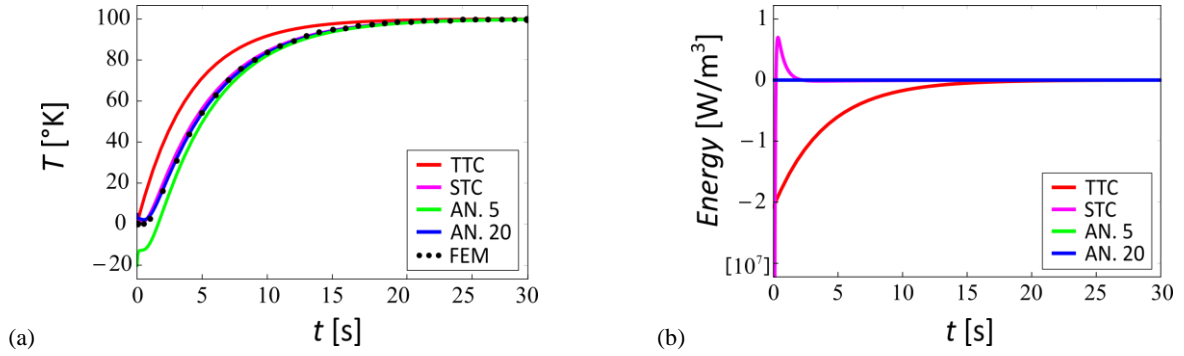 100
80
60
40
20
0
−20
T [°K]
0 5 10 15 20 25 30
t [s]
TTC
STC
AN. 5
AN. 20
FEM
(a)
1
0
−1
−2
[10⁷]
Energy [W/m³]
0 5 10 15 20 25 30
t [s]
TTC
STC
AN. 5
AN. 20
(b)